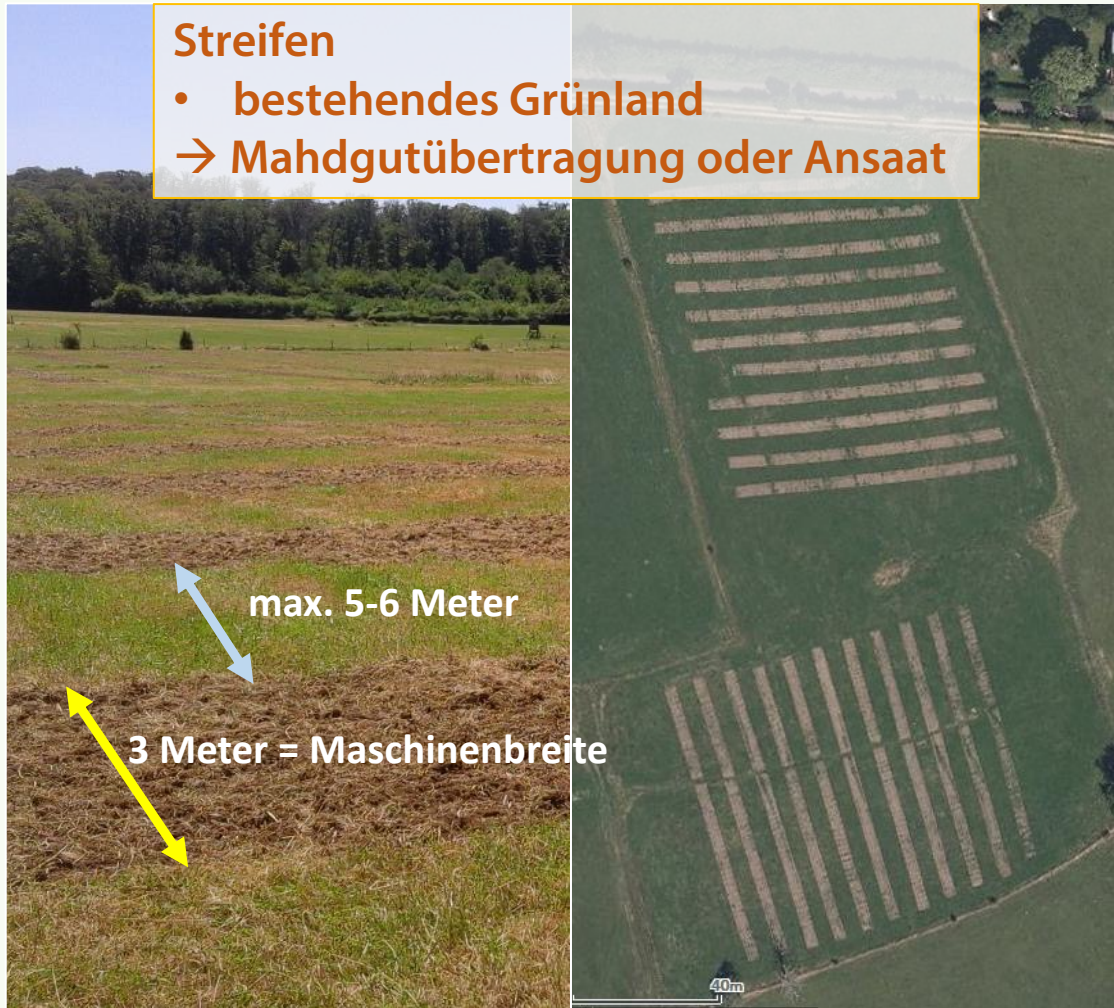 Streifen
• bestehendes Grünland
→ Mahdgutübertragung oder Ansaat
max. 5-6 Meter
3 Meter = Maschinenbreite
40m